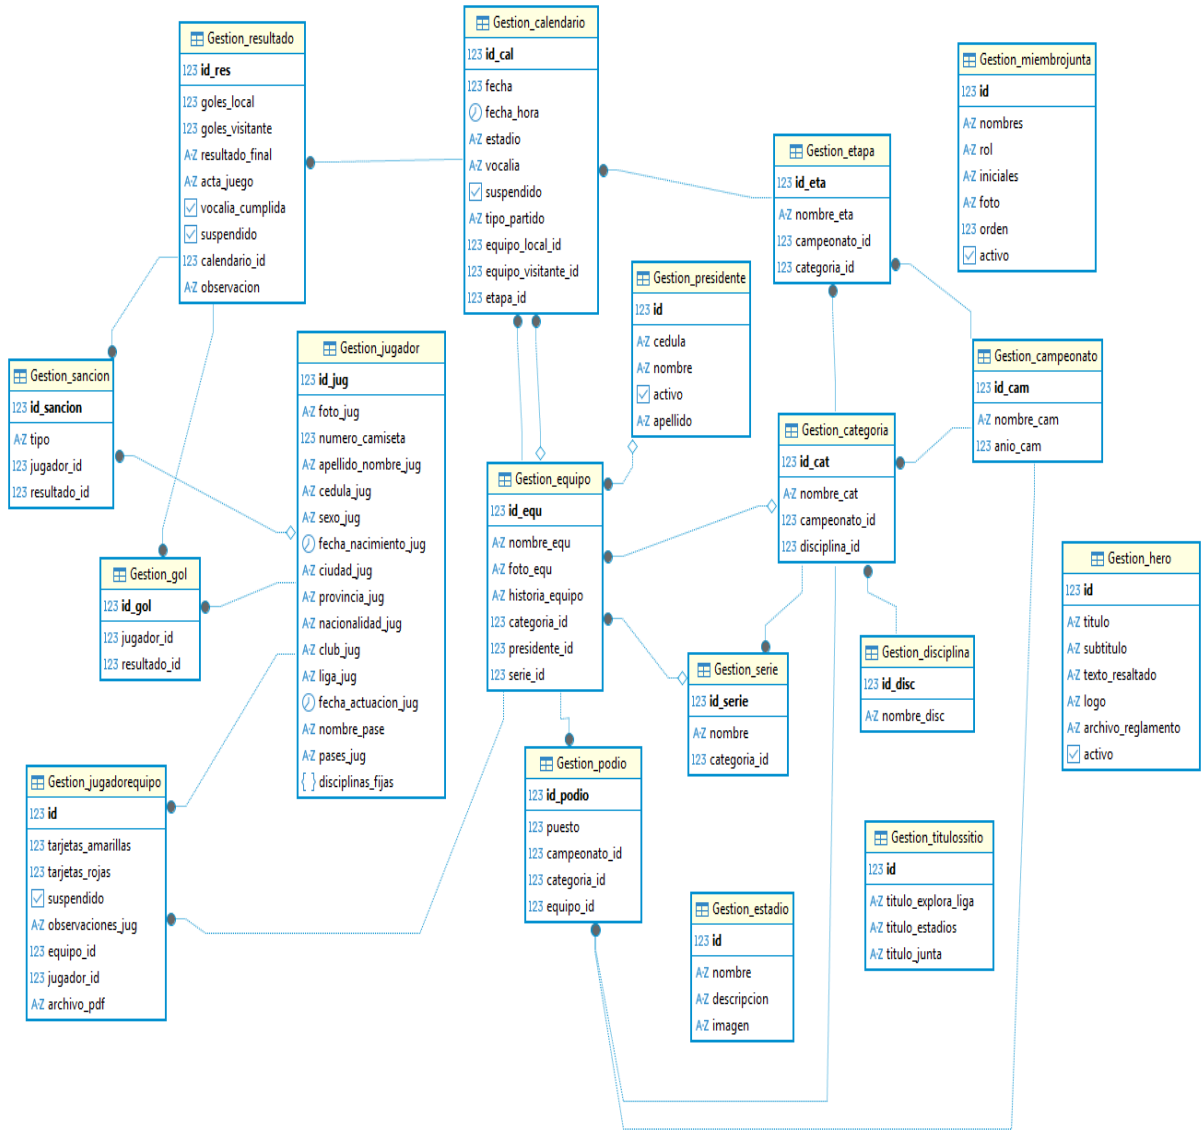 Gestion_resultado
123 id_res
123 goles_local
123 goles_visitante
A-Z resultado_final
A-Z acta_juego
vocalia_cumplida
suspendido
123 calendario_id
A-Z observacion
Gestion_calendario
123 id_cal
123 fecha
fecha_hora
A-Z estadio
A-Z vocalia
suspendido
A-Z tipo_partido
123 equipo_local_id
123 equipo_visitante_id
123 etapa_id
Gestion_miembrojunta
123 id
A-Z nombres
A-Z rol
A-Z iniciales
A-Z foto
123 orden
activo
Gestion_etapa
123 id_eta
A-Z nombre_eta
123 campeonato_id
123 categoria_id
Gestion_presidente
123 id
A-Z cedula
A-Z nombre
activo
A-Z apellido
Gestion_campeonato
123 id_cam
A-Z nombre_cam
123 anio_cam
Gestion_sancion
123 id_sancion
A-Z tipo
123 jugador_id
123 resultado_id
Gestion_jugador
123 id_jug
A-Z foto_jug
123 numero_camiseta
A-Z apellido_nombre_jug
A-Z cedula_jug
A-Z sexo_jug
fecha_nacimiento_jug
A-Z ciudad_jug
A-Z provincia_jug
A-Z nacionalidad_jug
A-Z club_jug
A-Z liga_jug
fecha_actuacion_jug
A-Z nombre_pase
A-Z pases_jug
{ } disciplinas_fijas
Gestion_categoria
123 id_cat
A-Z nombre_cat
123 campeonato_id
123 disciplina_id
Gestion_equipo
123 id_equ
A-Z nombre_equ
A-Z foto_equ
A-Z historia_equipo
123 categoria_id
123 presidente_id
123 serie_id
Gestion_gol
123 id_gol
123 jugador_id
123 resultado_id
Gestion_hero
123 id
A-Z titulo
A-Z subtitulo
A-Z texto_resaltado
A-Z logo
A-Z archivo_reglamento
activo
Gestion_serie
123 id_serie
A-Z nombre
123 categoria_id
Gestion_disciplina
123 id_disc
A-Z nombre_disc
Gestion_jugadorequipo
123 id
123 tarjetas_amarillas
123 tarjetas_rojas
suspendido
A-Z observaciones_jug
123 equipo_id
123 jugador_id
A-Z archivo_pdf
Gestion_podio
123 id_podio
123 puesto
123 campeonato_id
123 categoria_id
123 equipo_id
Gestion_estadio
123 id
A-Z nombre
A-Z descripcion
A-Z imagen
Gestion_titulossitio
123 id
A-Z titulo_explora_liga
A-Z titulo_estadios
A-Z titulo_junta